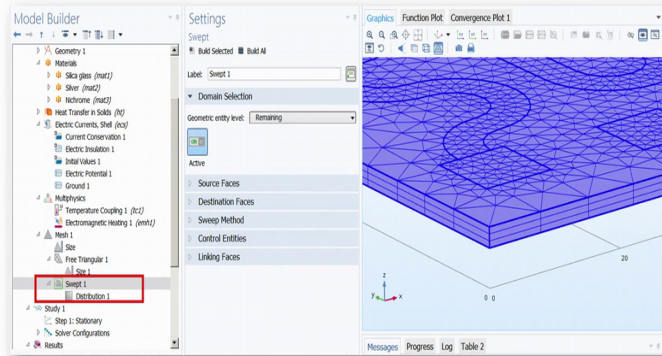 Model Builder
Geometry 1
Materials
Silica glass (mat1)
Silver (mat2)
Nichrome (mat3)
Heat Transfer in Solids (ht)
Electric Currents, Shell (ecs)
Current Conservation 1
Electric Insulation 1
Initial Values 1
Electric Potential 1
Ground 1
Multiphysics
Temperature Coupling 1 (tc1)
Electromagnetic Heating 1 (emh1)
Mesh 1
Size
Free Triangular 1
Size 1
Swept 1
Distribution 1
Study 1
Step 1: Stationary
Solver Configurations
Results
Settings
Swept
Build Selected Build All
Label: Swept 1
Domain Selection
Geometric entity level: Remaining
Active
Source Faces
Destination Faces
Sweep Method
Control Entities
Linking Faces
Graphics Function Plot Convergence Plot 1
20
0 0
z
y x
Messages Progress Log Table 2